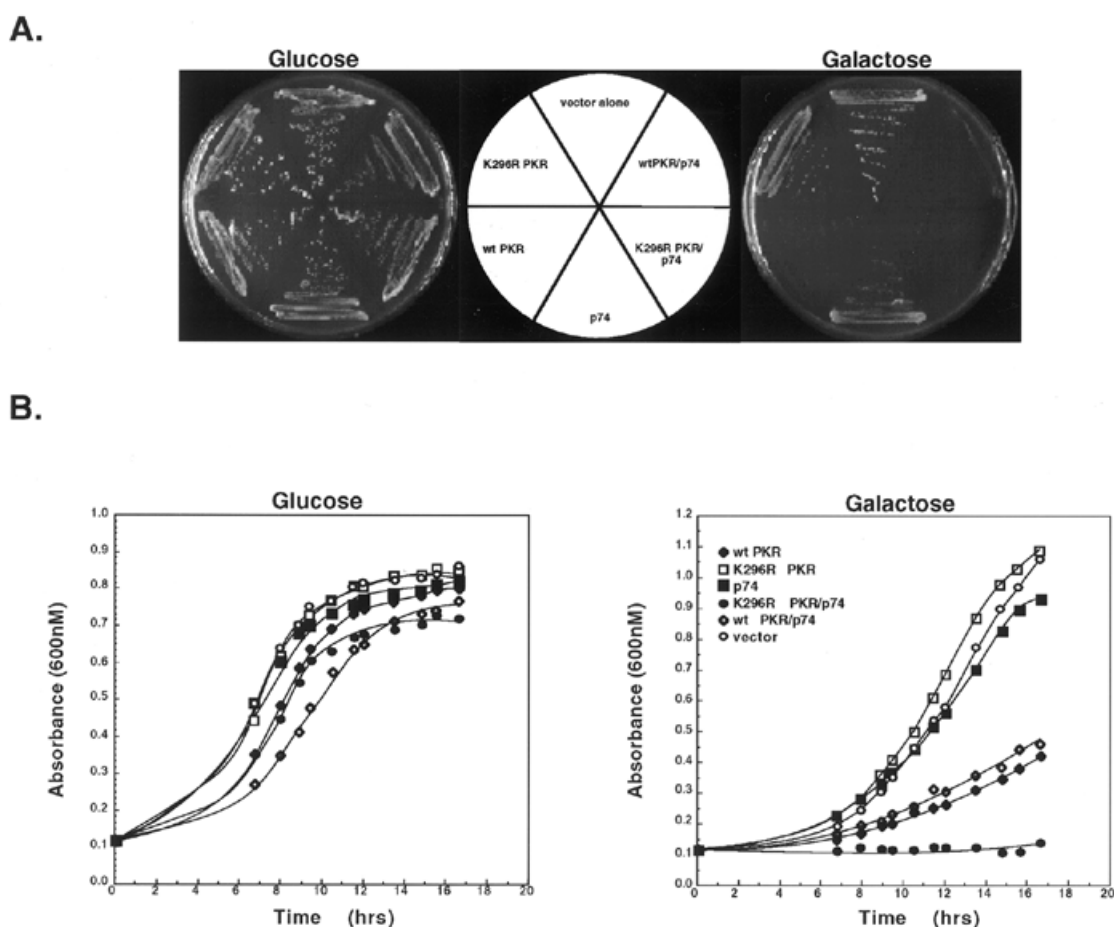 A.
Glucose
Galactose
vector alone
K296R PKR
wtPKR/p74
wt PKR
K296R PKR/
p74
p74
B.
Glucose
Absorbance (600nM)
1.0
0.9
0.8
0.7
0.6
0.5
0.4
0.3
0.2
0.1
0.0
0 2 4 6 8 10 12 14 16 18 20
Time (hrs)
Galactose
Absorbance (600nM)
1.2
1.1
1.0
0.9
0.8
0.7
0.6
0.5
0.4
0.3
0.2
0.1
0.0
wt PKR
K296R PKR
p74
K296R PKR/p74
wt PKR/p74
vector
0 2 4 6 8 10 12 14 16 18 20
Time (hrs)